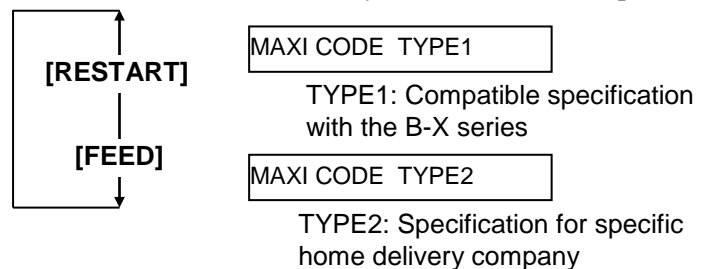 MAXI CODE  TYPE1
[RESTART]
TYPE1: Compatible specification
with the B-X series
[FEED]
MAXI CODE  TYPE2
TYPE2: Specification for specific
home delivery company